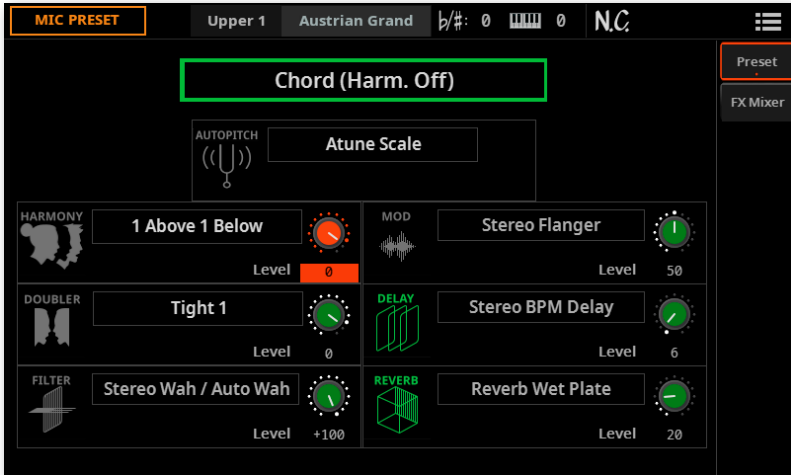 MIC PRESET Upper 1 Austrian Grand b/#: 0 0 N.C.
Preset
FX Mixer
Chord (Harm. Off)
AUTOPITCH
Atune Scale
HARMONY
1 Above 1 Below
Level 0
MOD
Stereo Flanger
Level 50
DOUBLER
Tight 1
Level 0
DELAY
Stereo BPM Delay
Level 6
FILTER
Stereo Wah / Auto Wah
Level +100
REVERB
Reverb Wet Plate
Level 20